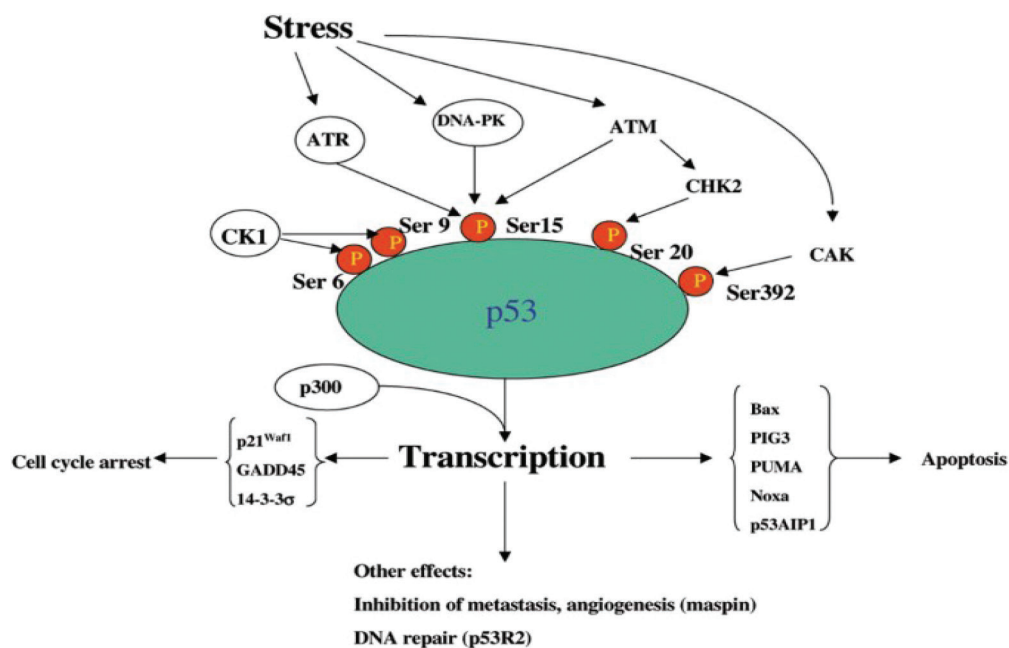 Stress
ATR
DNA-PK
ATM
CHK2
CK1
Ser 9
P
Ser15
P
P
Ser 20
CAK
Ser 6
P
P
Ser392
p53
p300
Bax
p21Waf1
PIG3
Cell cycle arrest
GADD45
Transcription
PUMA
Apoptosis
14-3-3σ
Noxa
p53AIP1
Other effects:
Inhibition of metastasis, angiogenesis (maspin)
DNA repair (p53R2)